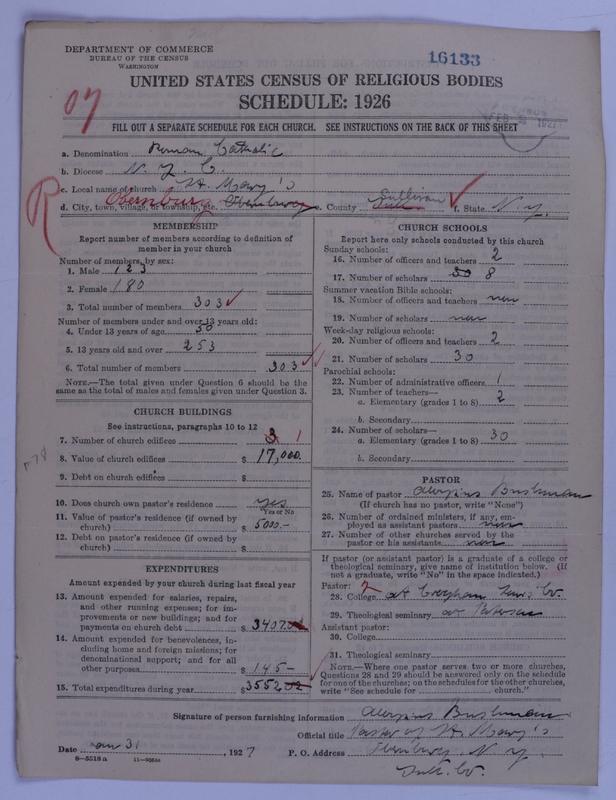 DEPARTMENT OF COMMERCE
BUREAU OF THE CENSUS
WASHINGTON
16133
UNITED STATES CENSUS OF RELIGIOUS BODIES
SCHEDULE: 1926
07
FILL OUT A SEPARATE SCHEDULE FOR EACH CHURCH. SEE INSTRUCTIONS ON THE BACK OF THIS SHEET
a. Denomination Roman Catholic
b. Diocese N. Y. C.
c. Local name of church St. Mary's
R
d. City, town, village, or township, etc. Obernburg e. County Sullivan f. State N. Y.
MEMBERSHIP
Report number of members according to definition of
member in your church
Number of members, by sex:
1. Male 123
2. Female 180
3. Total number of members 303
Number of members under and over 13 years old:
4. Under 13 years of age 50
5. 13 years old and over 253
6. Total number of members 303
NOTE.—The total given under Question 6 should be the
same as the total of males and females given under Question 3.
CHURCH BUILDINGS
See instructions, paragraphs 10 to 12
7. Number of church edifices 3 1
8. Value of church edifices $ 17,000.
9. Debt on church edifices $
10. Does church own pastor's residence yes
Yes or No
11. Value of pastor's residence (if owned by
church) $ 5000.-
12. Debt on pastor's residence (if owned by
church) $
EXPENDITURES
Amount expended by your church during last fiscal year
13. Amount expended for salaries, repairs,
and other running expenses; for im-
provements or new buildings; and for
payments on church debt $ 3407.
14. Amount expended for benevolences, in-
cluding home and foreign missions; for
denominational support; and for all
other purposes $ 145-
15. Total expenditures during year $ 3552
CHURCH SCHOOLS
Report here only schools conducted by this church
Sunday schools:
16. Number of officers and teachers 2
17. Number of scholars 30 8
Summer vacation Bible schools:
18. Number of officers and teachers
19. Number of scholars
Week-day religious schools:
20. Number of officers and teachers 2
21. Number of scholars 30
Parochial schools:
22. Number of administrative officers 1
23. Number of teachers—
a. Elementary (grades 1 to 8) 2
b. Secondary
24. Number of scholars—
a. Elementary (grades 1 to 8) 30
b. Secondary
PASTOR
25. Name of pastor
(If church has no pastor, write "None")
26. Number of ordained ministers, if any, em-
ployed as assistant pastors
27. Number of other churches served by the
pastor or his assistants
If pastor (or assistant pastor) is a graduate of a college or
theological seminary, give name of institution below. (If
not a graduate, write "No" in the space indicated.)
Pastor:
28. College at Croghan Lewis Co.
29. Theological seminary at Paterson
Assistant pastor:
30. College
31. Theological seminary
NOTE.—Where one pastor serves two or more churches,
Questions 28 and 29 should be answered only on the schedule
for one of the churches; on the schedules for the other churches,
write "See schedule for church."
Signature of person furnishing information
Official title Pastor of St. Mary's
Date Jan 31, 1927 P. O. Address Obernburg, N. Y.
Sull. Co.
8—5518 a